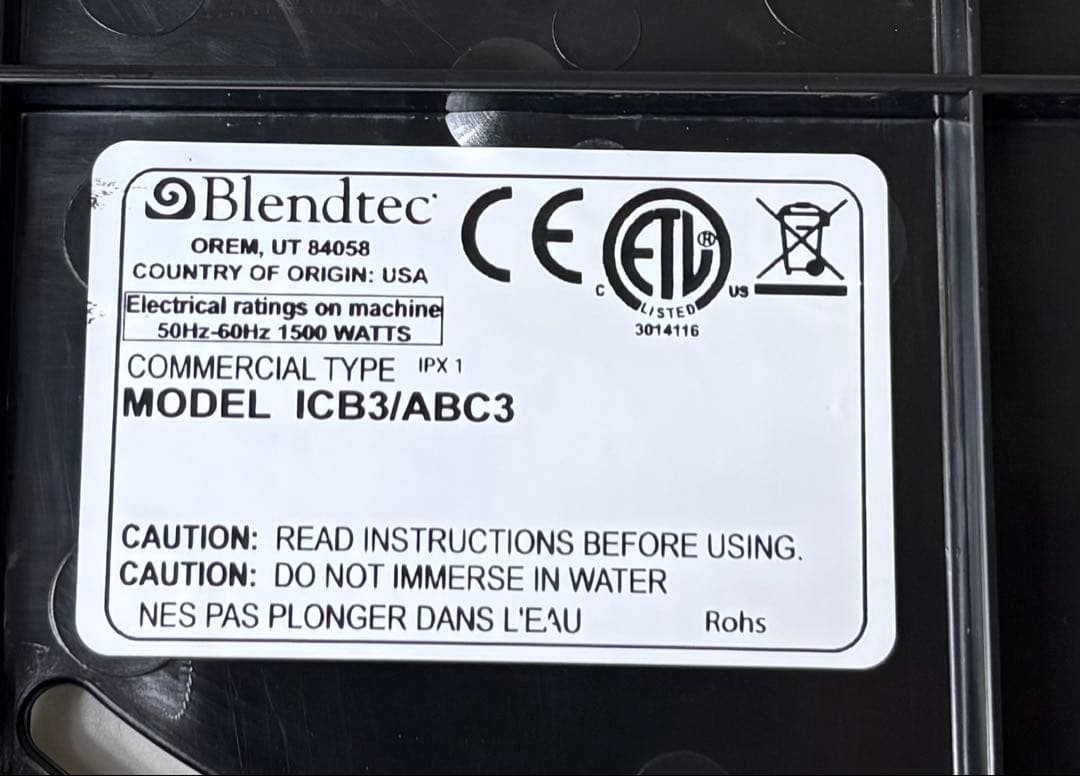 Blendtec
OREM, UT 84058
COUNTRY OF ORIGIN: USA
Electrical ratings on machine
50Hz-60Hz 1500 WATTS
COMMERCIAL TYPE IPX 1
MODEL ICB3/ABC3
CE
ETL ®
C US
LISTED
3014116
CAUTION: READ INSTRUCTIONS BEFORE USING.
CAUTION: DO NOT IMMERSE IN WATER
NES PAS PLONGER DANS L'EAU
Rohs